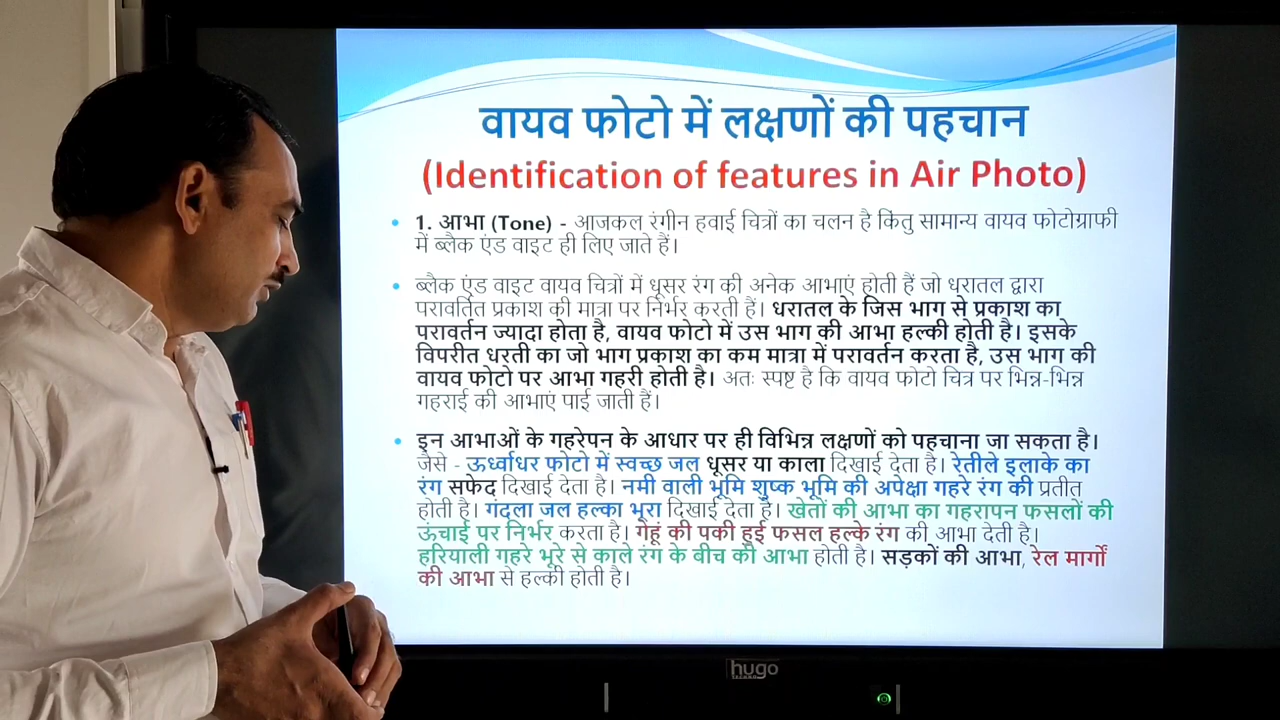 वायव फोटो में लक्षणों की पहचान
(Identification of features in Air Photo)
• 1. आभा (Tone) - आजकल रंगीन हवाई चित्रों का चलन है किंतु सामान्य वायव फोटोग्राफी
में ब्लैक एंड वाइट ही लिए जाते हैं।
• ब्लैक एंड वाइट वायव चित्रों में धूसर रंग की अनेक आभाएं होती हैं जो धरातल द्वारा
परावर्तित प्रकाश की मात्रा पर निर्भर करती हैं। धरातल के जिस भाग से प्रकाश का
परावर्तन ज्यादा होता है, वायव फोटो में उस भाग की आभा हल्की होती है। इसके
विपरीत धरती का जो भाग प्रकाश का कम मात्रा में परावर्तन करता है, उस भाग की
वायव फोटो पर आभा गहरी होती है। अतः स्पष्ट है कि वायव फोटो चित्र पर भिन्न-भिन्न
गहराई की आभाएं पाई जाती हैं।
• इन आभाओं के गहरेपन के आधार पर ही विभिन्न लक्षणों को पहचाना जा सकता है।
जैसे - ऊर्ध्वाधर फोटो में स्वच्छ जल धूसर या काला दिखाई देता है। रेतीले इलाके का
रंग सफेद दिखाई देता है। नमी वाली भूमि शुष्क भूमि की अपेक्षा गहरे रंग की प्रतीत
होती है। गंदला जल हल्का भूरा दिखाई देता है। खेतों की आभा का गहरापन फसलों की
ऊंचाई पर निर्भर करता है। गेहूं की पकी हुई फसल हल्के रंग की आभा देती है।
हरियाली गहरे भूरे से काले रंग के बीच की आभा होती है। सड़कों की आभा, रेल मार्गों
की आभा से हल्की होती है।
hugo